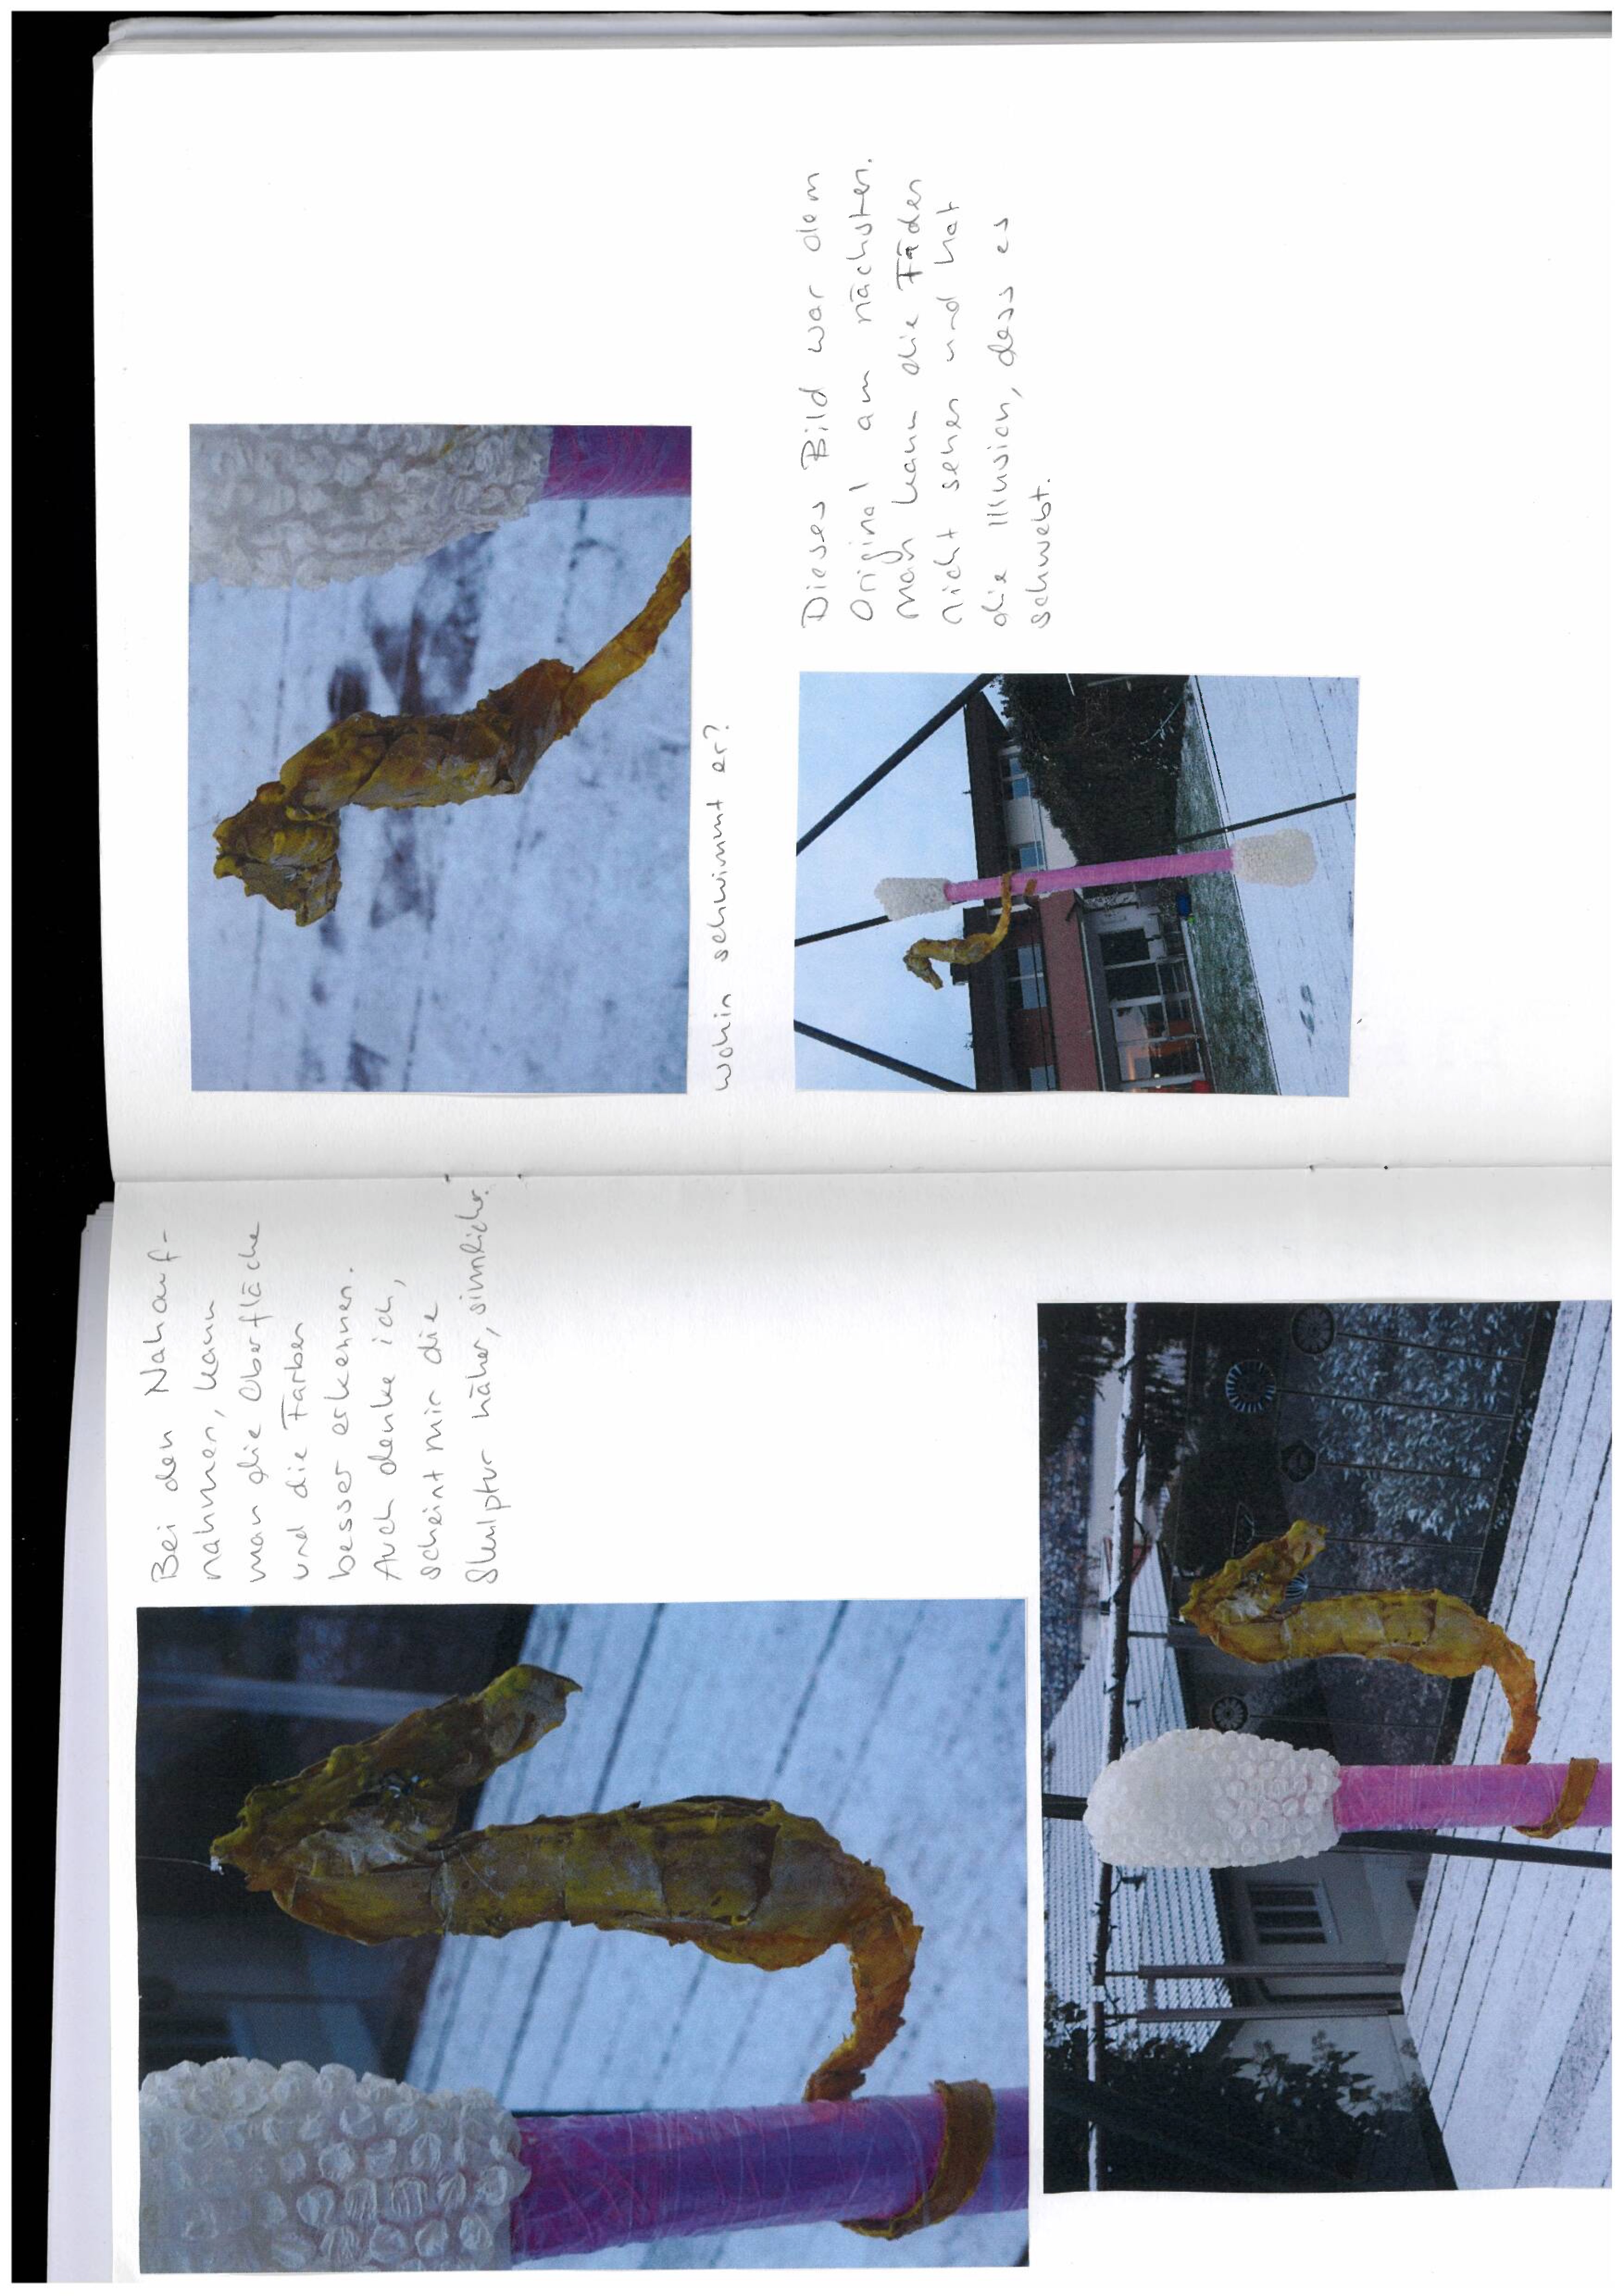 Bei den Nahauf-
nahmen, kann
man die Oberfläche
und die Farben
besser erkennen.
Auch denke ich,
scheint mir die
Skulptur näher, sinnlicher.
Wohin schwimmt er?
Dieses Bild war dem
Original am nächsten.
Man kann die Fäden
nicht sehen und hat
die Illusion, dass es
schwebt.